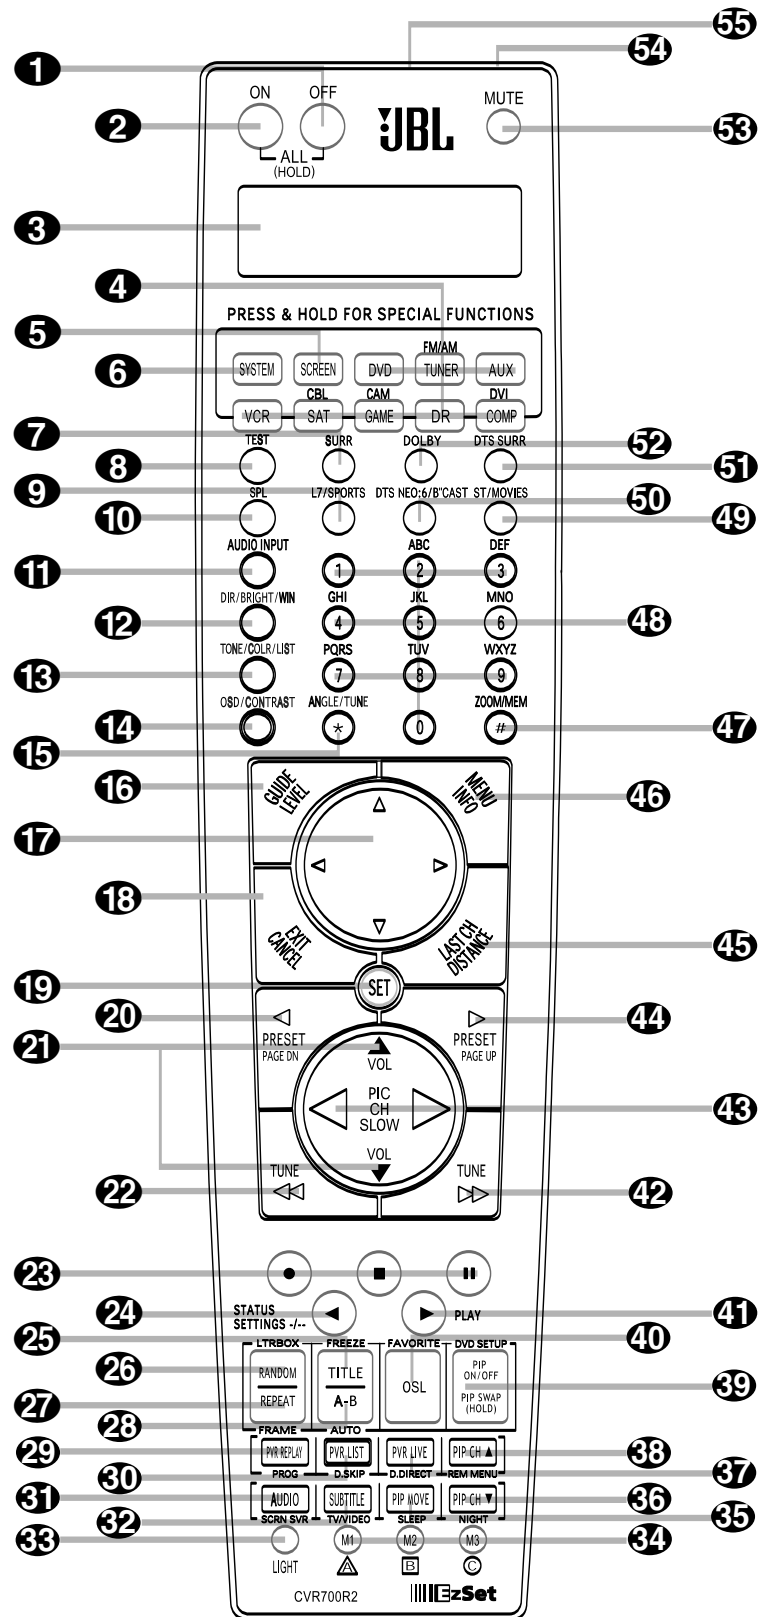 55
54
1
ON OFF MUTE
2
JBL
53
ALL
(HOLD)
3
4
PRESS & HOLD FOR SPECIAL FUNCTIONS
5
FM/AM
6
SYSTEM SCREEN DVD TUNER AUX
CBL CAM DVI
VCR SAT GAME DR COMP
7
TEST SURR DOLBY DTS SURR
52
8
51
9
SPL L7/SPORTS DTS NEO:6/B"CAST ST/MOVIES
50
10
49
AUDIO INPUT ABC DEF
11
1 2 3
DIR/BRIGHT/WIN GHI JKL MNO
12
4 5 6
48
TONE/COLR/LIST PQRS TUV WXYZ
13
7 8 9
OSD/CONTRAST ANGLE/TUNE ZOOM/MEM
14
* 0 #
47
15
16
GUIDE
LEVEL
MENU
INFO
46
17
18
EXIT
CANCEL
LAST CH
DISTANCE
45
19
SET
20
44
PRESET
PAGE DN
PRESET
PAGE UP
21
VOL
PIC
CH
SLOW
43
VOL
TUNE TUNE
22
42
23
24
STATUS
SETTINGS -/--
PLAY
41
25
40
LTRBOX FREEZE FAVORITE DVD SETUP
26
RANDOM
REPEAT
TITLE
A-B
OSL
PIP
ON/OFF
PIP SWAP
(HOLD)
39
27
28
FRAME AUTO
29
PVR REPLAY PVR LIST PVR LIVE PIP CH ▲
38
30
PROG D.SKIP D.DIRECT REM MENU
37
31
AUDIO SUBTITLE PIP MOVE PIP CH ▼
36
32
SCRN SVR TV/VIDEO SLEEP NIGHT
35
33
M1 M2 M3
34
LIGHT A B C
CVR700R2 EzSet